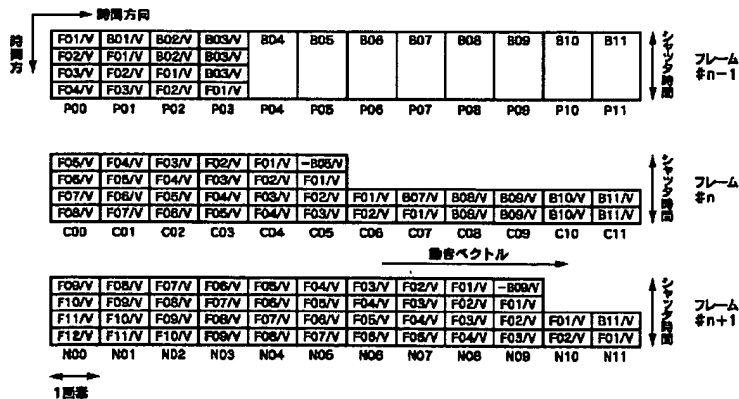 時間方向
時間方
F01/V B01/V B02/V B03/V B04 B05 B06 B07 B08 B09 B10 B11
F02/V F01/V B02/V B03/V
F03/V F02/V F01/V B03/V
F04/V F03/V F02/V F01/V
P00 P01 P02 P03 P04 P05 P06 P07 P08 P09 P10 P11
シャッタ時間
フレーム
#n-1
F05/V F04/V F03/V F02/V F01/V -B05/V
F06/V F05/V F04/V F03/V F02/V F01/V
F07/V F06/V F05/V F04/V F03/V F02/V F01/V B07/V B08/V B09/V B10/V B11/V
F08/V F07/V F06/V F05/V F04/V F03/V F02/V F01/V B08/V B09/V B10/V B11/V
C00 C01 C02 C03 C04 C05 C06 C07 C08 C09 C10 C11
シャッタ時間
フレーム
#n
動きベクトル
F09/V F08/V F07/V F06/V F05/V F04/V F03/V F02/V F01/V -B09/V
F10/V F09/V F08/V F07/V F06/V F05/V F04/V F03/V F02/V F01/V
F11/V F10/V F09/V F08/V F07/V F06/V F05/V F04/V F03/V F02/V F01/V B11/V
F12/V F11/V F10/V F09/V F08/V F07/V F06/V F05/V F04/V F03/V F02/V F01/V
N00 N01 N02 N03 N04 N05 N06 N07 N08 N09 N10 N11
シャッタ時間
フレーム
#n+1
1画素